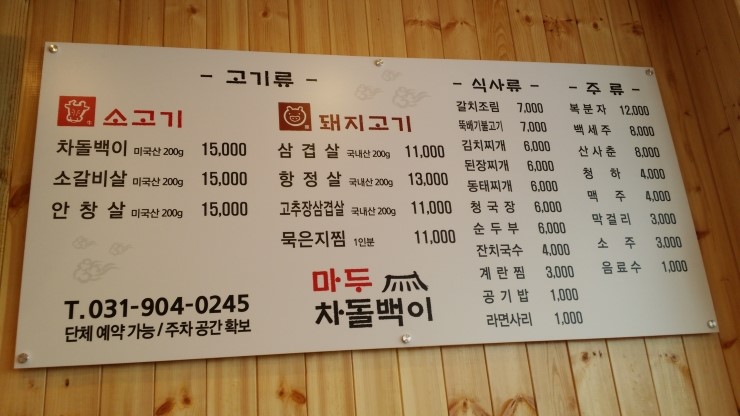 - 고기류 -
소고기
차돌백이 미국산 200g 15,000
소갈비살 미국산 200g 15,000
안창살 미국산 200g 15,000
돼지고기
삼겹살 국내산 200g 11,000
항정살 국내산 200g 13,000
고추장삼겹살 국내산 200g 11,000
묵은지찜 1인분 11,000
- 식사류 -
갈치조림 7,000
뚝배기불고기 7,000
김치찌개 6,000
된장찌개 6,000
동태찌개 6,000
청국장 6,000
순두부 6,000
잔치국수 4,000
계란찜 3,000
공기밥 1,000
라면사리 1,000
- 주류 -
복분자 12,000
백세주 8,000
산사춘 8,000
청하 4,000
맥주 4,000
막걸리 3,000
소주 3,000
음료수 1,000
T.031-904-0245
단체 예약 가능 / 주차 공간 확보
마두
차돌백이